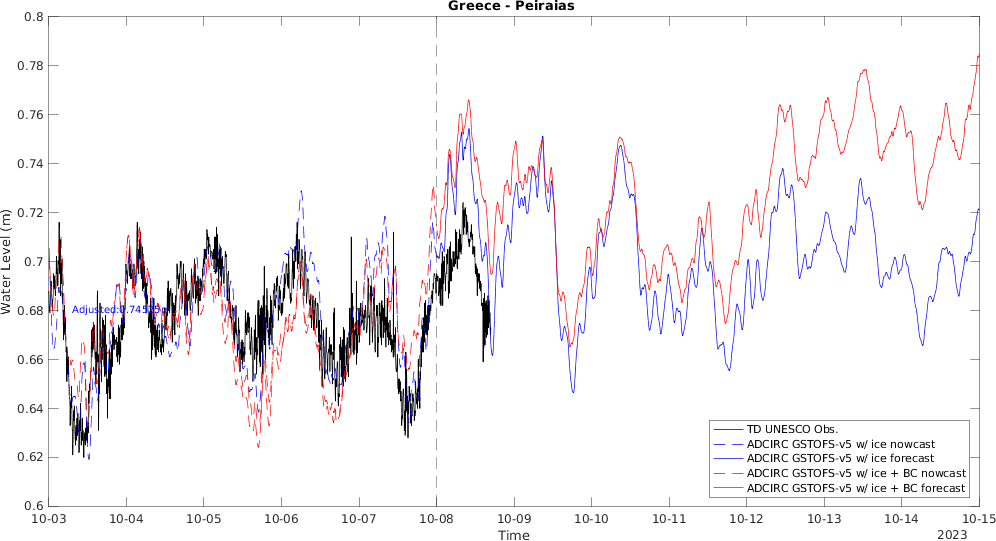 Greece - Peiraias
0.8
0.78
0.76
0.74
0.72
0.7
0.68
0.66
0.64
0.62
0.6
Water Level (m)
TD UNESCO Obs.
ADCIRC GSTOFS-v5 w/ ice nowcast
ADCIRC GSTOFS-v5 w/ ice forecast
ADCIRC GSTOFS-v5 w/ ice + BC nowcast
ADCIRC GSTOFS-v5 w/ ice + BC forecast
10-03 10-04 10-05 10-06 10-07 10-08 10-09 10-10 10-11 10-12 10-13 10-14 10-15
Time
2023